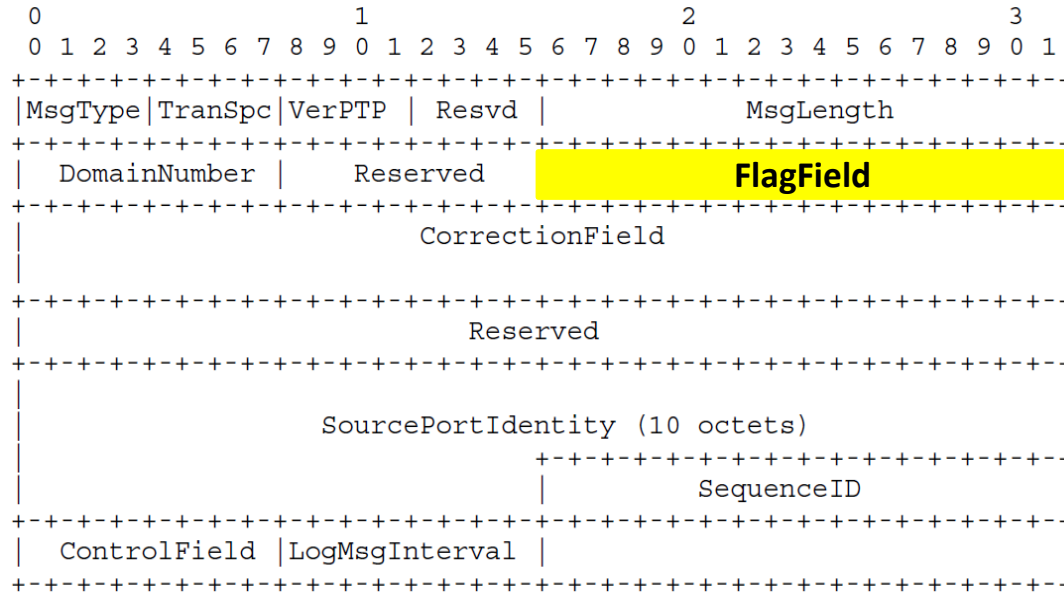 0 1 2 3
0 1 2 3 4 5 6 7 8 9 0 1 2 3 4 5 6 7 8 9 0 1 2 3 4 5 6 7 8 9 0 1
+-+-+-+-+-+-+-+-+-+-+-+-+-+-+-+-+-+-+-+-+-+-+-+-+-+-+-+-+-+-+-+-
|MsgType|TranSpc|VerPTP | Resvd | MsgLength
+-+-+-+-+-+-+-+-+-+-+-+-+-+-+-+-+-+-+-+-+-+-+-+-+-+-+-+-+-+-+-+-
| DomainNumber | Reserved FlagField
+-+-+-+-+-+-+-+-+-+-+-+-+-+-+-+-+-+-+-+-+-+-+-+-+-+-+-+-+-+-+-+-
| CorrectionField
|
+-+-+-+-+-+-+-+-+-+-+-+-+-+-+-+-+-+-+-+-+-+-+-+-+-+-+-+-+-+-+-+-
| Reserved
+-+-+-+-+-+-+-+-+-+-+-+-+-+-+-+-+-+-+-+-+-+-+-+-+-+-+-+-+-+-+-+-
|
| SourcePortIdentity (10 octets)
| +-+-+-+-+-+-+-+-+-+-+-+-+-+-+-+-
| | SequenceID
+-+-+-+-+-+-+-+-+-+-+-+-+-+-+-+-+-+-+-+-+-+-+-+-+-+-+-+-+-+-+-+-
| ControlField |LogMsgInterval |
+-+-+-+-+-+-+-+-+-+-+-+-+-+-+-+-+-+-+-+-+-+-+-+-+-+-+-+-+-+-+-+-